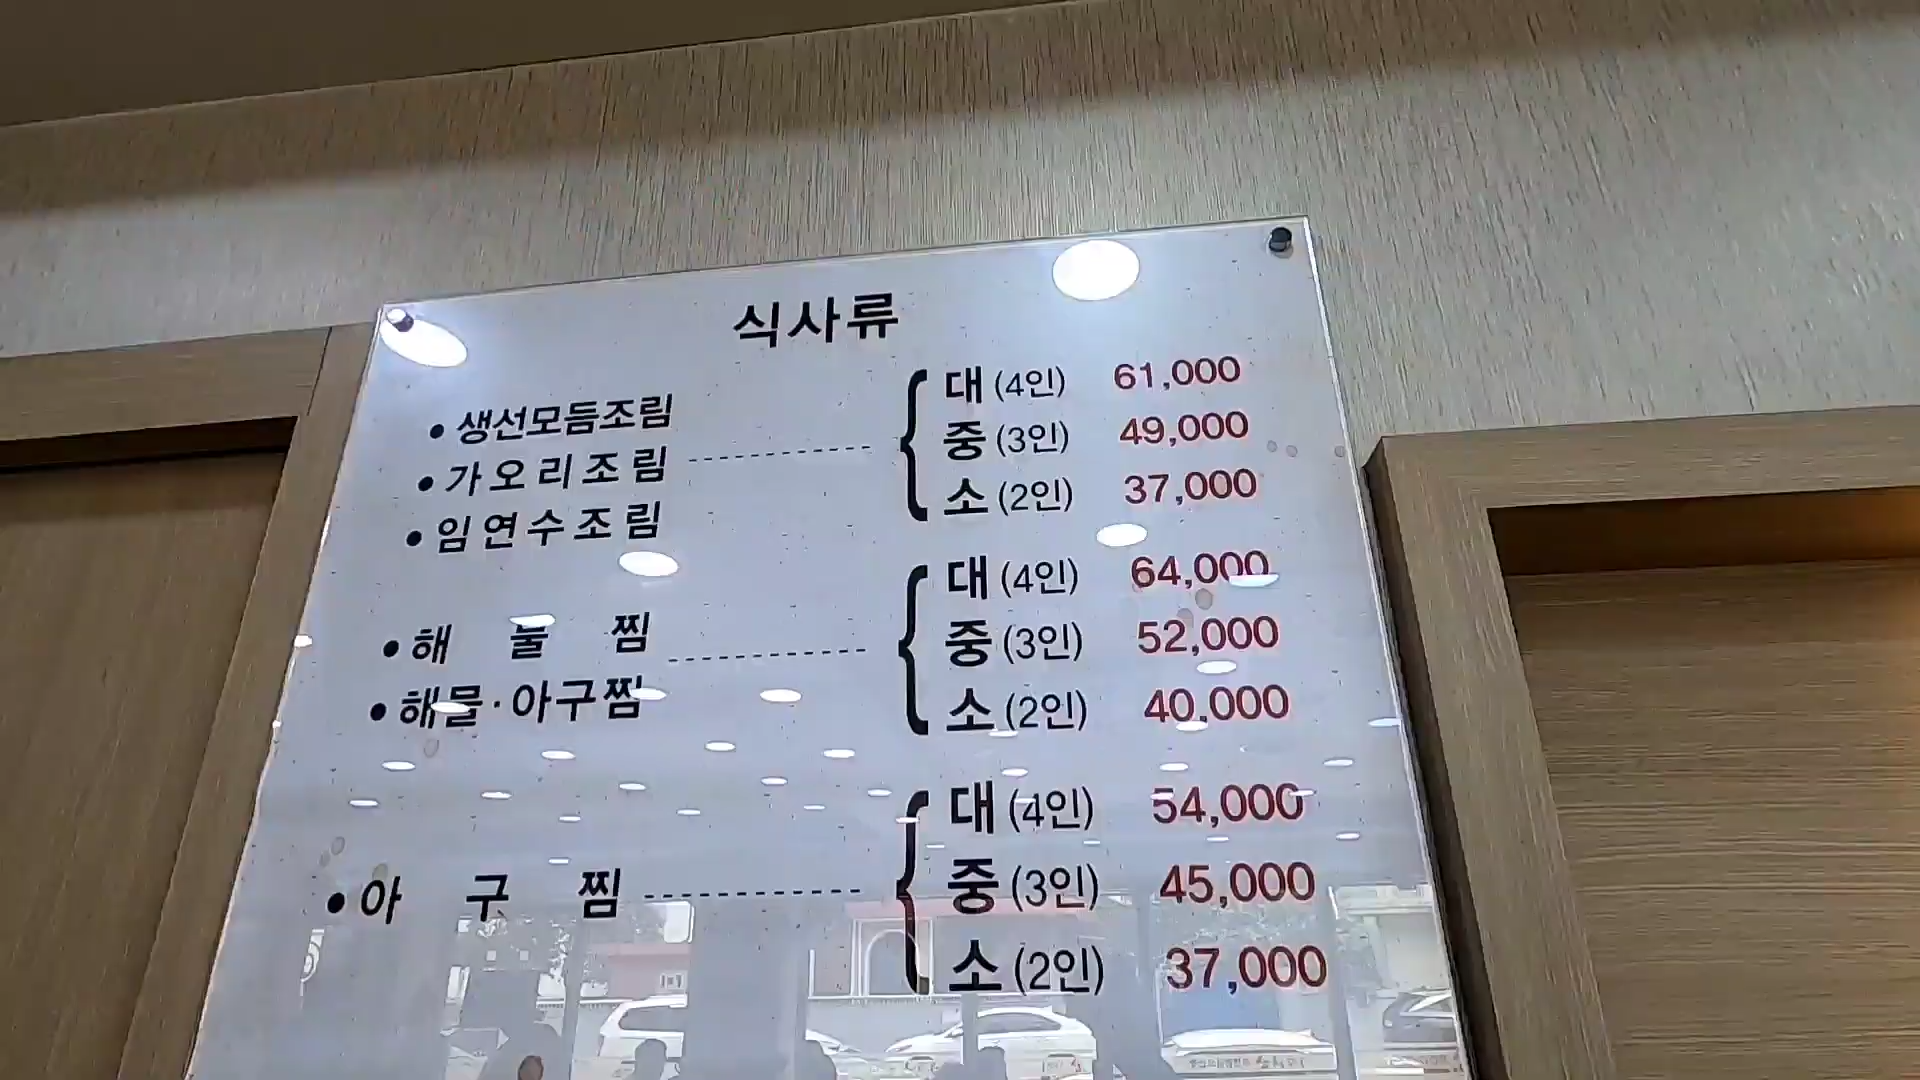 식사류
• 생선모듬조림
• 가오리조림
• 임연수조림
대 (4인) 61,000
중 (3인) 49,000
소 (2인) 37,000
• 해 물 찜
• 해물·아구찜
대 (4인) 64,000
중 (3인) 52,000
소 (2인) 40,000
• 아 구 찜
대 (4인) 54,000
중 (3인) 45,000
소 (2인) 37,000